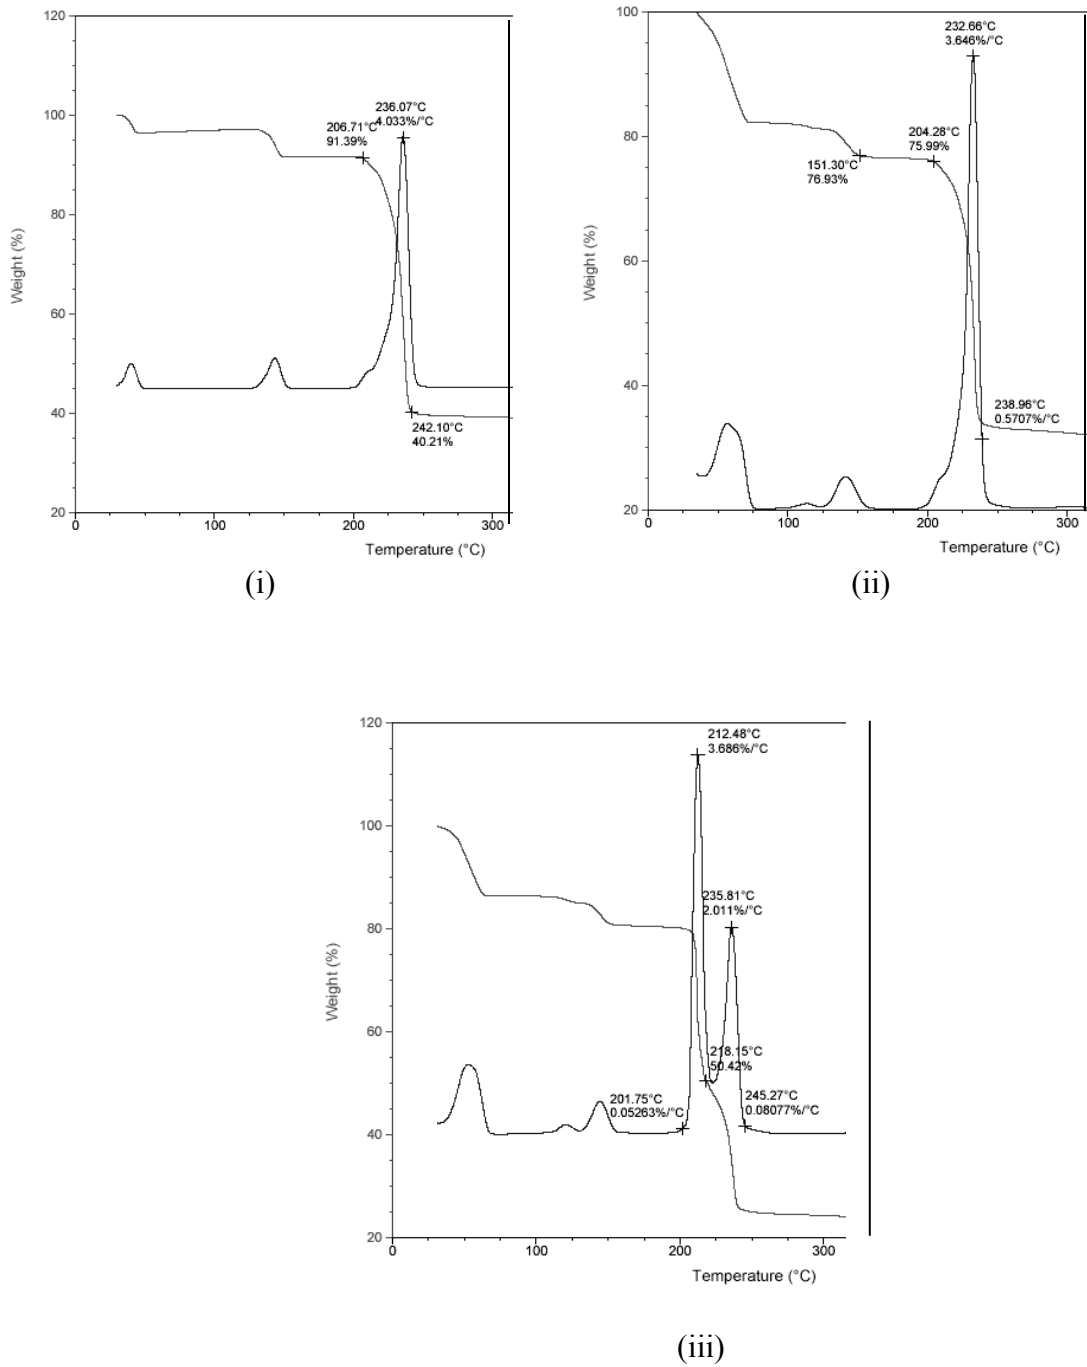 120
100
80
60
40
20
0
100
200
300
Weight (%)
Temperature (°C)
206.71°C
91.39%
236.07°C
4.033%/°C
242.10°C
40.21%
(i)
100
80
60
40
20
0
100
200
300
Weight (%)
Temperature (°C)
232.66°C
3.646%/°C
204.28°C
75.99%
151.30°C
76.93%
238.96°C
0.5707%/°C
(ii)
120
100
80
60
40
20
0
100
200
300
Weight (%)
Temperature (°C)
212.48°C
3.686%/°C
235.81°C
2.011%/°C
218.15°C
50.42%
201.75°C
0.05263%/°C
245.27°C
0.08077%/°C
(iii)